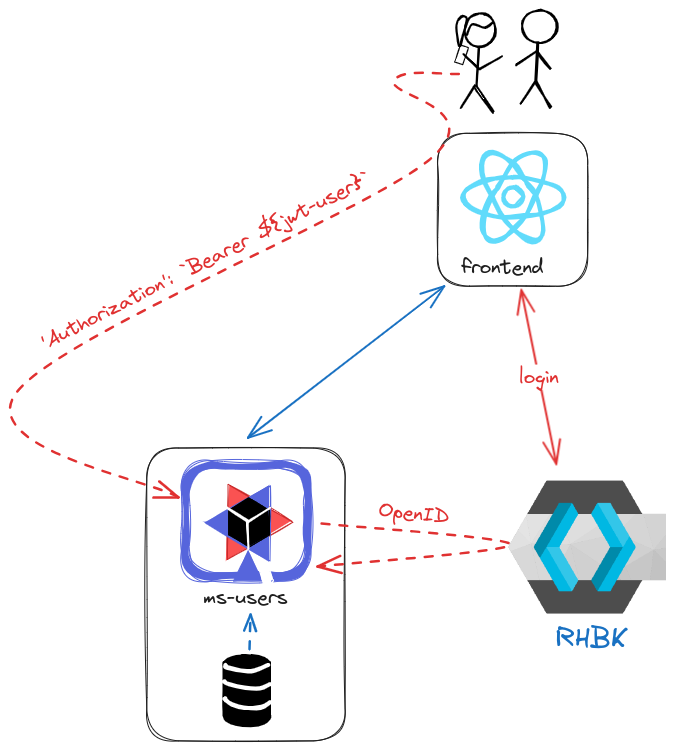 'Authorization': `Bearer ${jwt-user}`
frontend
login
OpenID
ms-users
RHBK